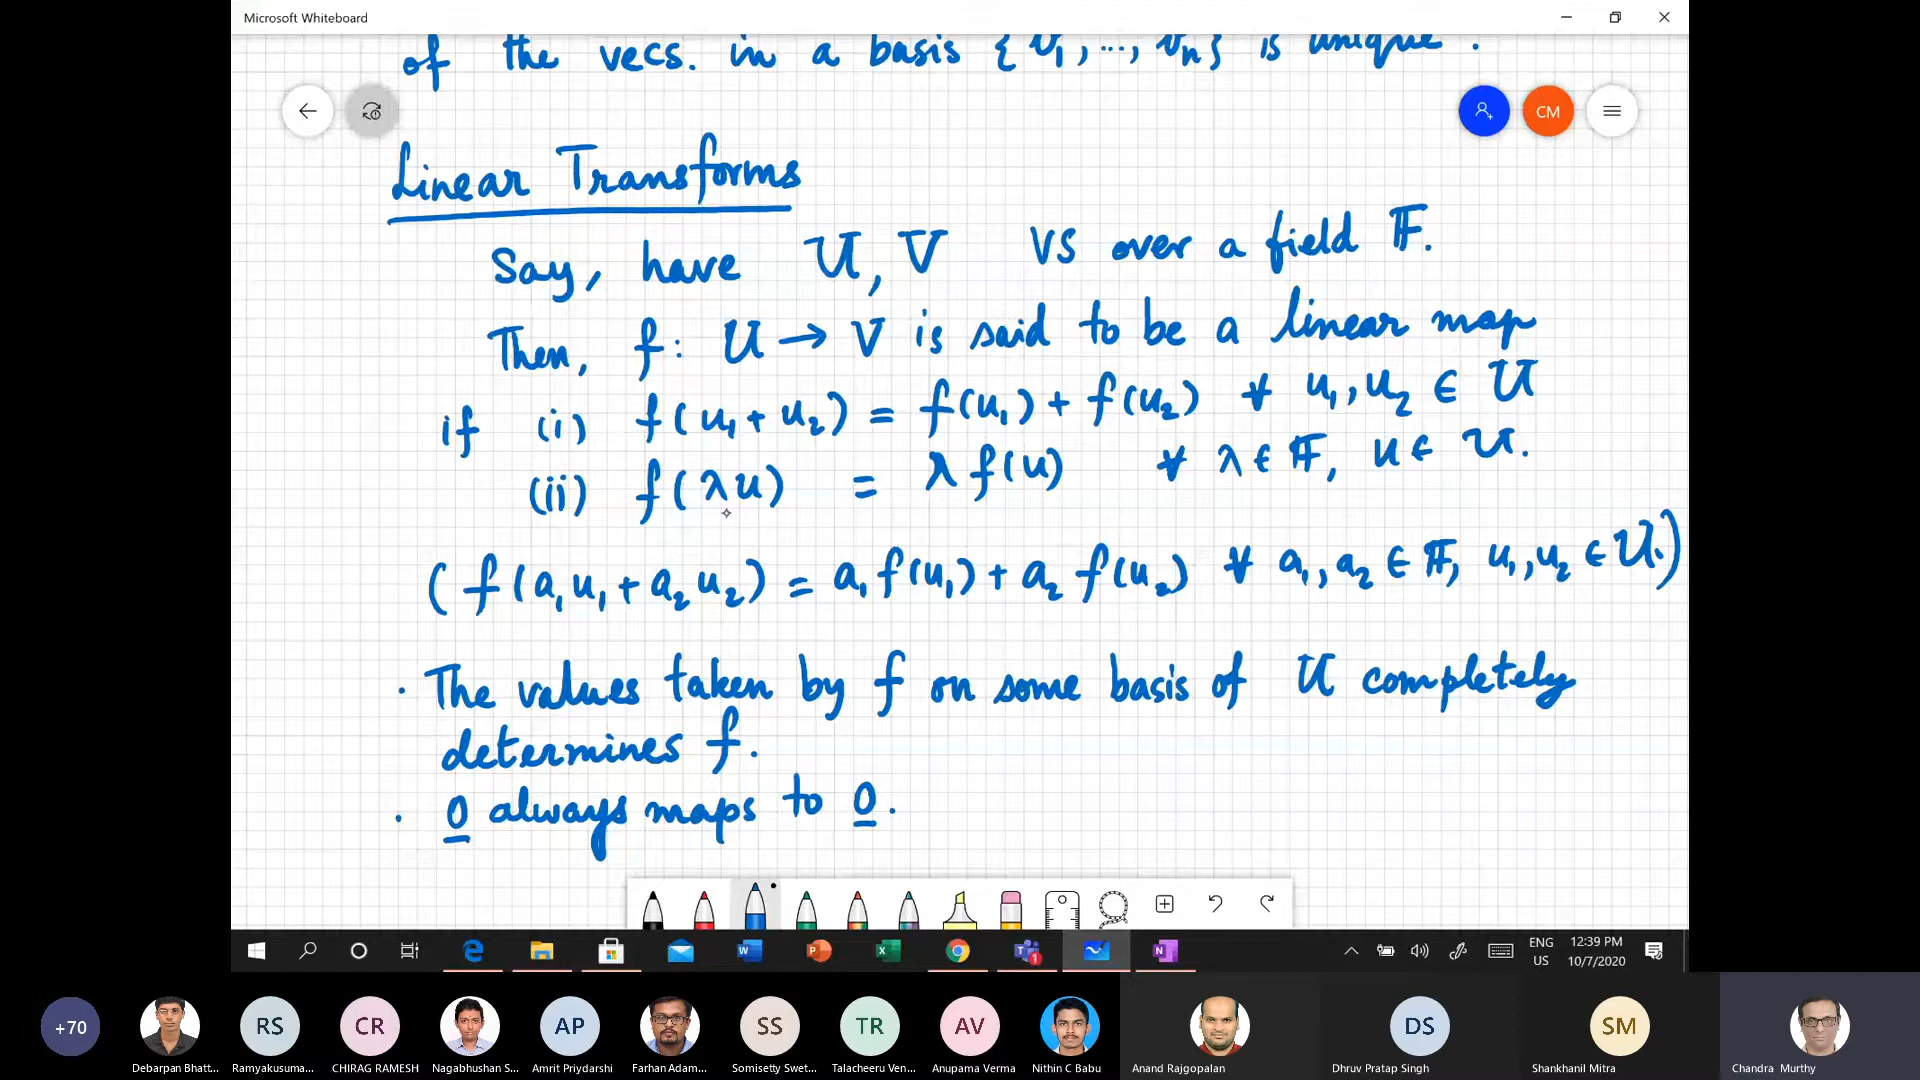 Microsoft Whiteboard
of the vecs. in a basis {v1, ..., vn} is unique.
CM
Linear Transforms
Say, have U, V VS over a field F.
Then, f: U → V is said to be a linear map
if (i) f(u1 + u2) = f(u1) + f(u2) ∀ u1, u2 ∈ U
(ii) f(λu) = λ f(u) ∀ λ ∈ F, u ∈ U.
(f(a1u1 + a2u2) = a1 f(u1) + a2 f(u2) ∀ a1, a2 ∈ F, u1, u2 ∈ U.)
· The values taken by f on some basis of U completely
determines f.
· 0 always maps to 0.
ENG 12:39 PM
US 10/7/2020
+70 RS CR AP SS TR AV DS SM
Debarpan Bhatt... Ramyakusuma... CHIRAG RAMESH Nagabhushan S... Amrit Priydarshi Farhan Adam... Somisetty Swet... Talacheeru Ven... Anupama Verma Nithin C Babu Anand Rajgopalan Dhruv Pratap Singh Shankhanil Mitra Chandra Murthy